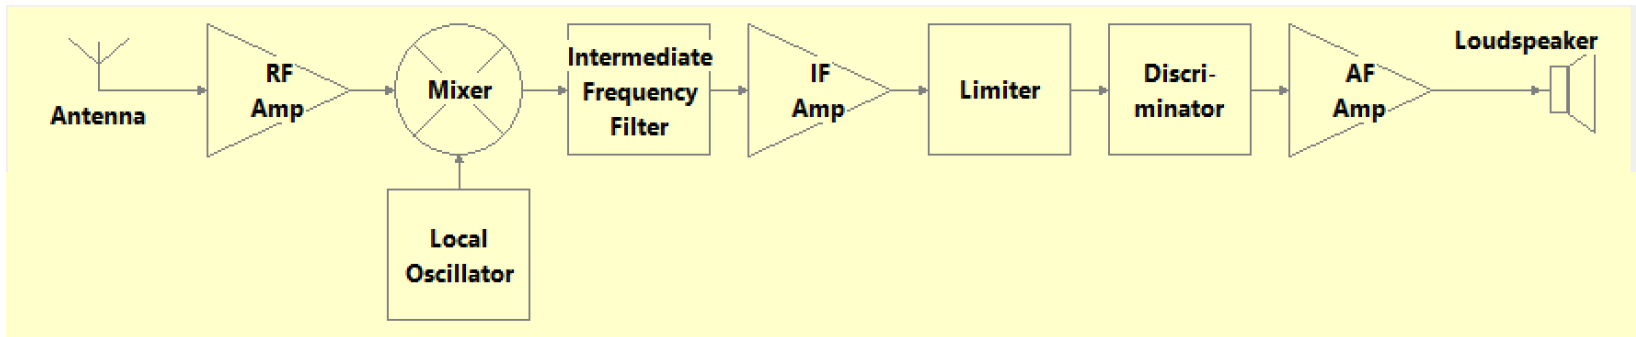 Antenna
RF
Amp
Mixer
Local
Oscillator
Intermediate
Frequency
Filter
IF
Amp
Limiter
Discri-
minator
AF
Amp
Loudspeaker